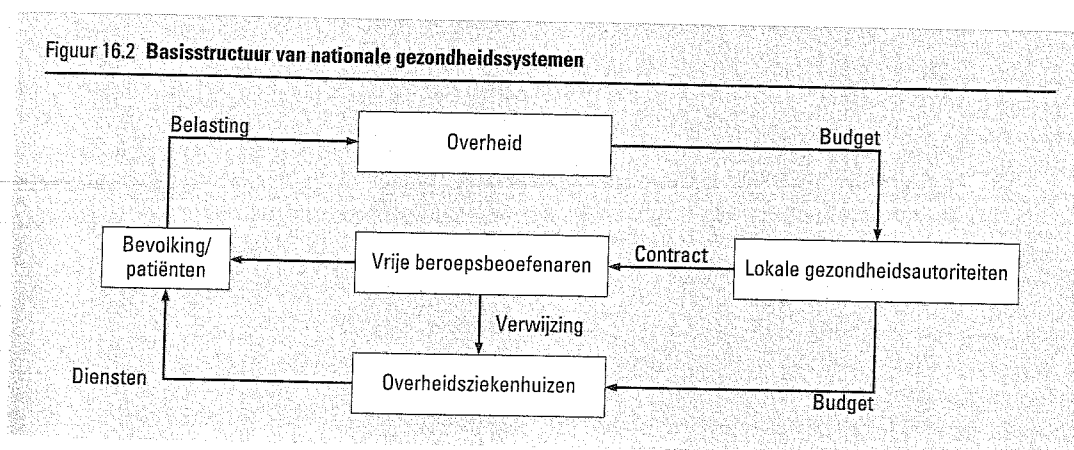 Figuur 16.2 Basisstructuur van nationale gezondheidssystemen
Belasting
Overheid
Budget
Bevolking/
patiënten
Vrije beroepsbeoefenaren
Contract
Lokale gezondheidsautoriteiten
Verwijzing
Diensten
Overheidsziekenhuizen
Budget